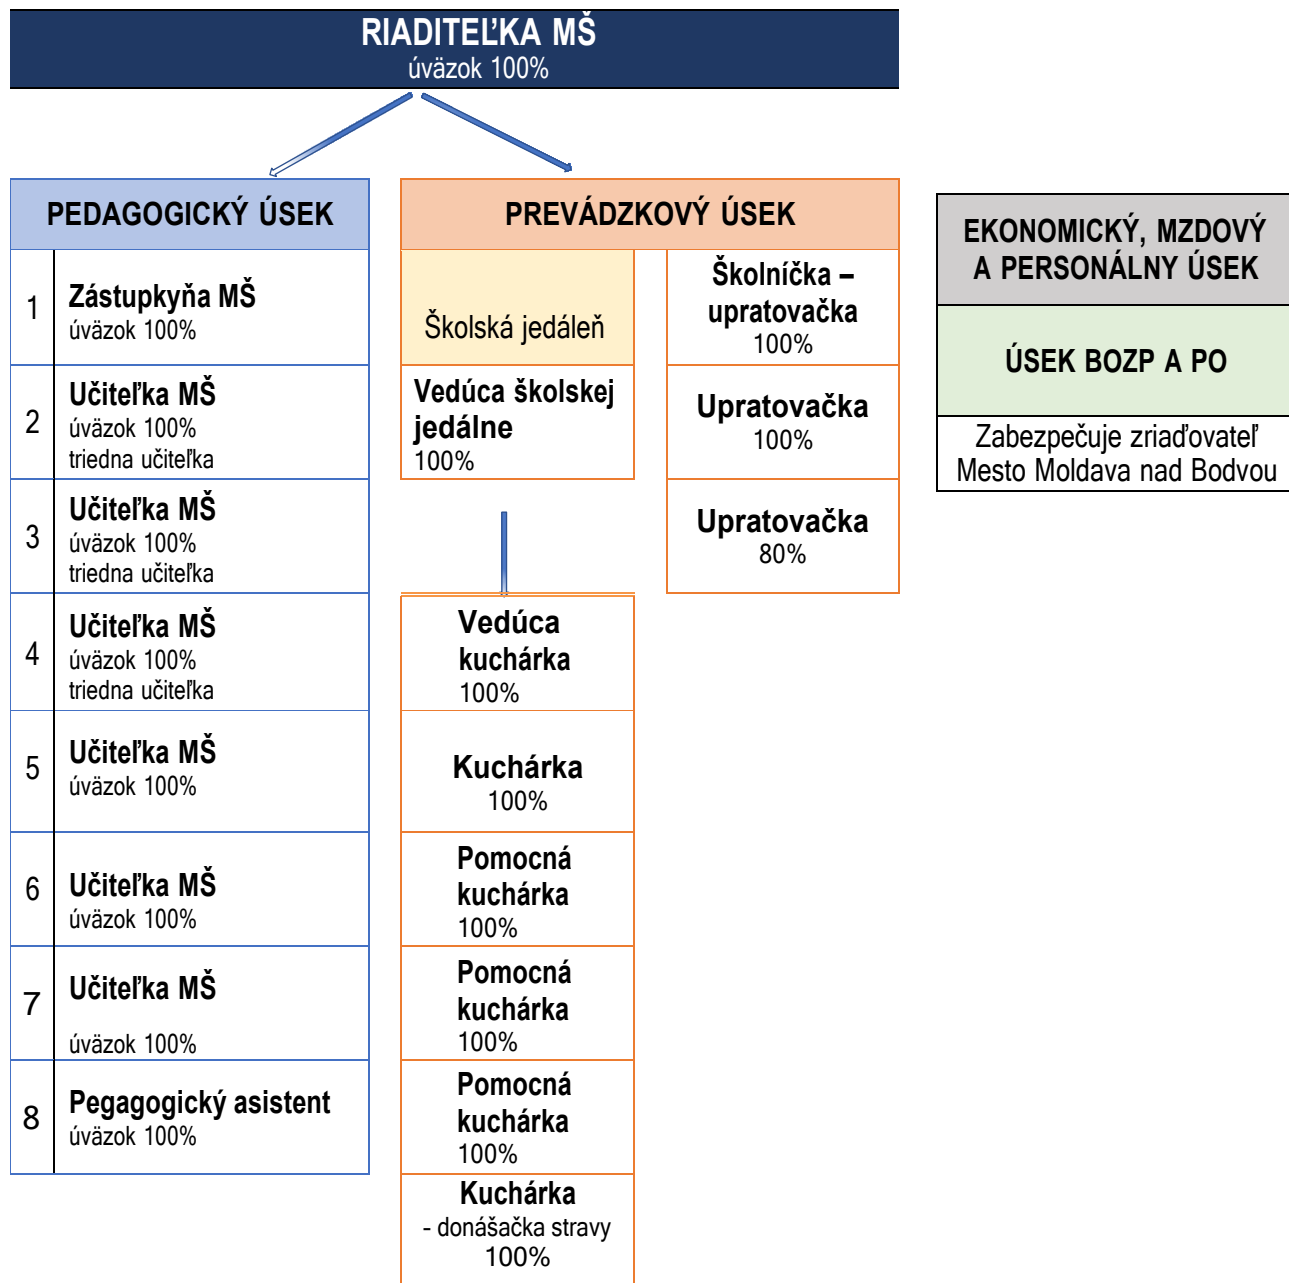 RIADITEĽKA MŠ
úväzok 100%
PEDAGOGICKÝ ÚSEK
1
Zástupkyňa MŠ
úväzok 100%
2
Učiteľka MŠ
úväzok 100%
triedna učiteľka
3
Učiteľka MŠ
úväzok 100%
triedna učiteľka
4
Učiteľka MŠ
úväzok 100%
triedna učiteľka
5
Učiteľka MŠ
úväzok 100%
6
Učiteľka MŠ
úväzok 100%
7
Učiteľka MŠ
úväzok 100%
8
Pegagogický asistent
úväzok 100%
PREVÁDZKOVÝ ÚSEK
Školská jedáleň
Vedúca školskej
jedálne
100%
Vedúca
kuchárka
100%
Kuchárka
100%
Pomocná
kuchárka
100%
Pomocná
kuchárka
100%
Pomocná
kuchárka
100%
Kuchárka
- donášačka stravy
100%
Školníčka –
upratovačka
100%
Upratovačka
100%
Upratovačka
80%
EKONOMICKÝ, MZDOVÝ
A PERSONÁLNY ÚSEK
ÚSEK BOZP A PO
Zabezpečuje zriaďovateľ
Mesto Moldava nad Bodvou